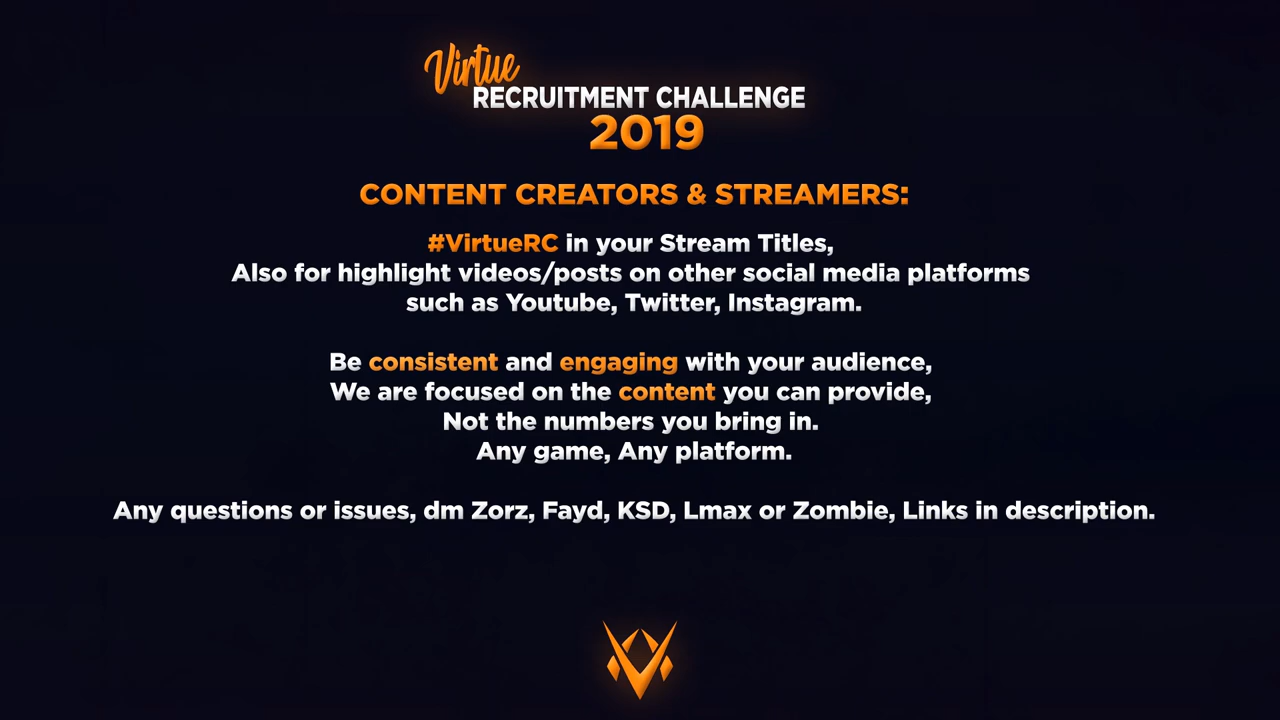 Virtue
RECRUITMENT CHALLENGE
2019
CONTENT CREATORS & STREAMERS:
#VirtueRC in your Stream Titles,
Also for highlight videos/posts on other social media platforms
such as Youtube, Twitter, Instagram.
Be consistent and engaging with your audience,
We are focused on the content you can provide,
Not the numbers you bring in.
Any game, Any platform.
Any questions or issues, dm Zorz, Fayd, KSD, Lmax or Zombie, Links in description.